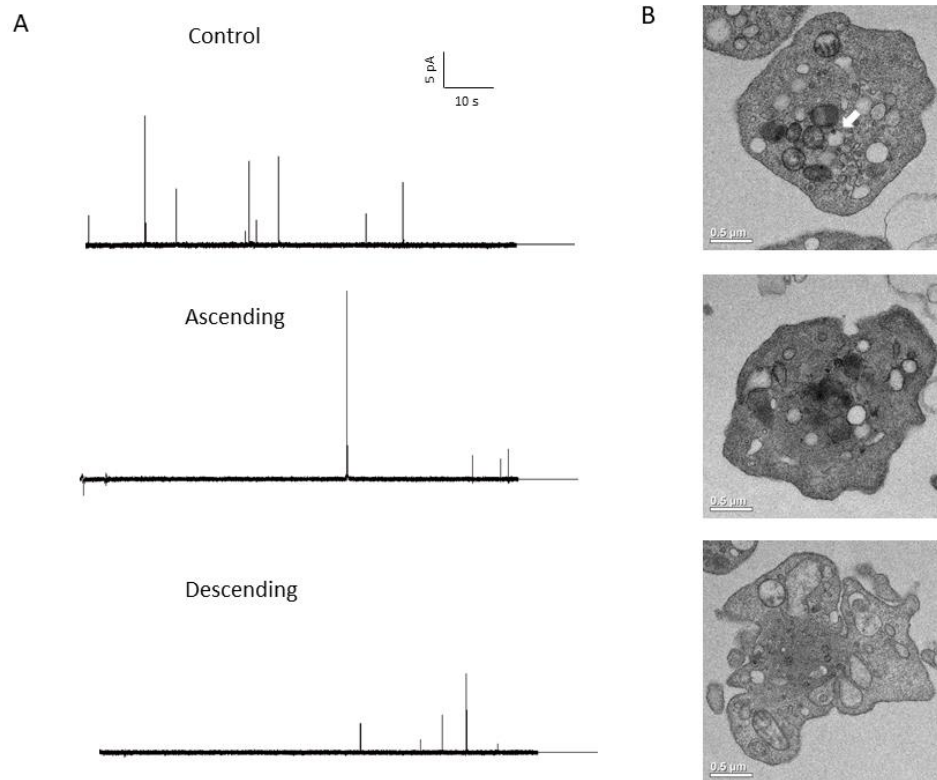 A
B
Control
5 pA
10 s
Ascending
Descending
0.5 µm
0.5 µm
0.5 µm